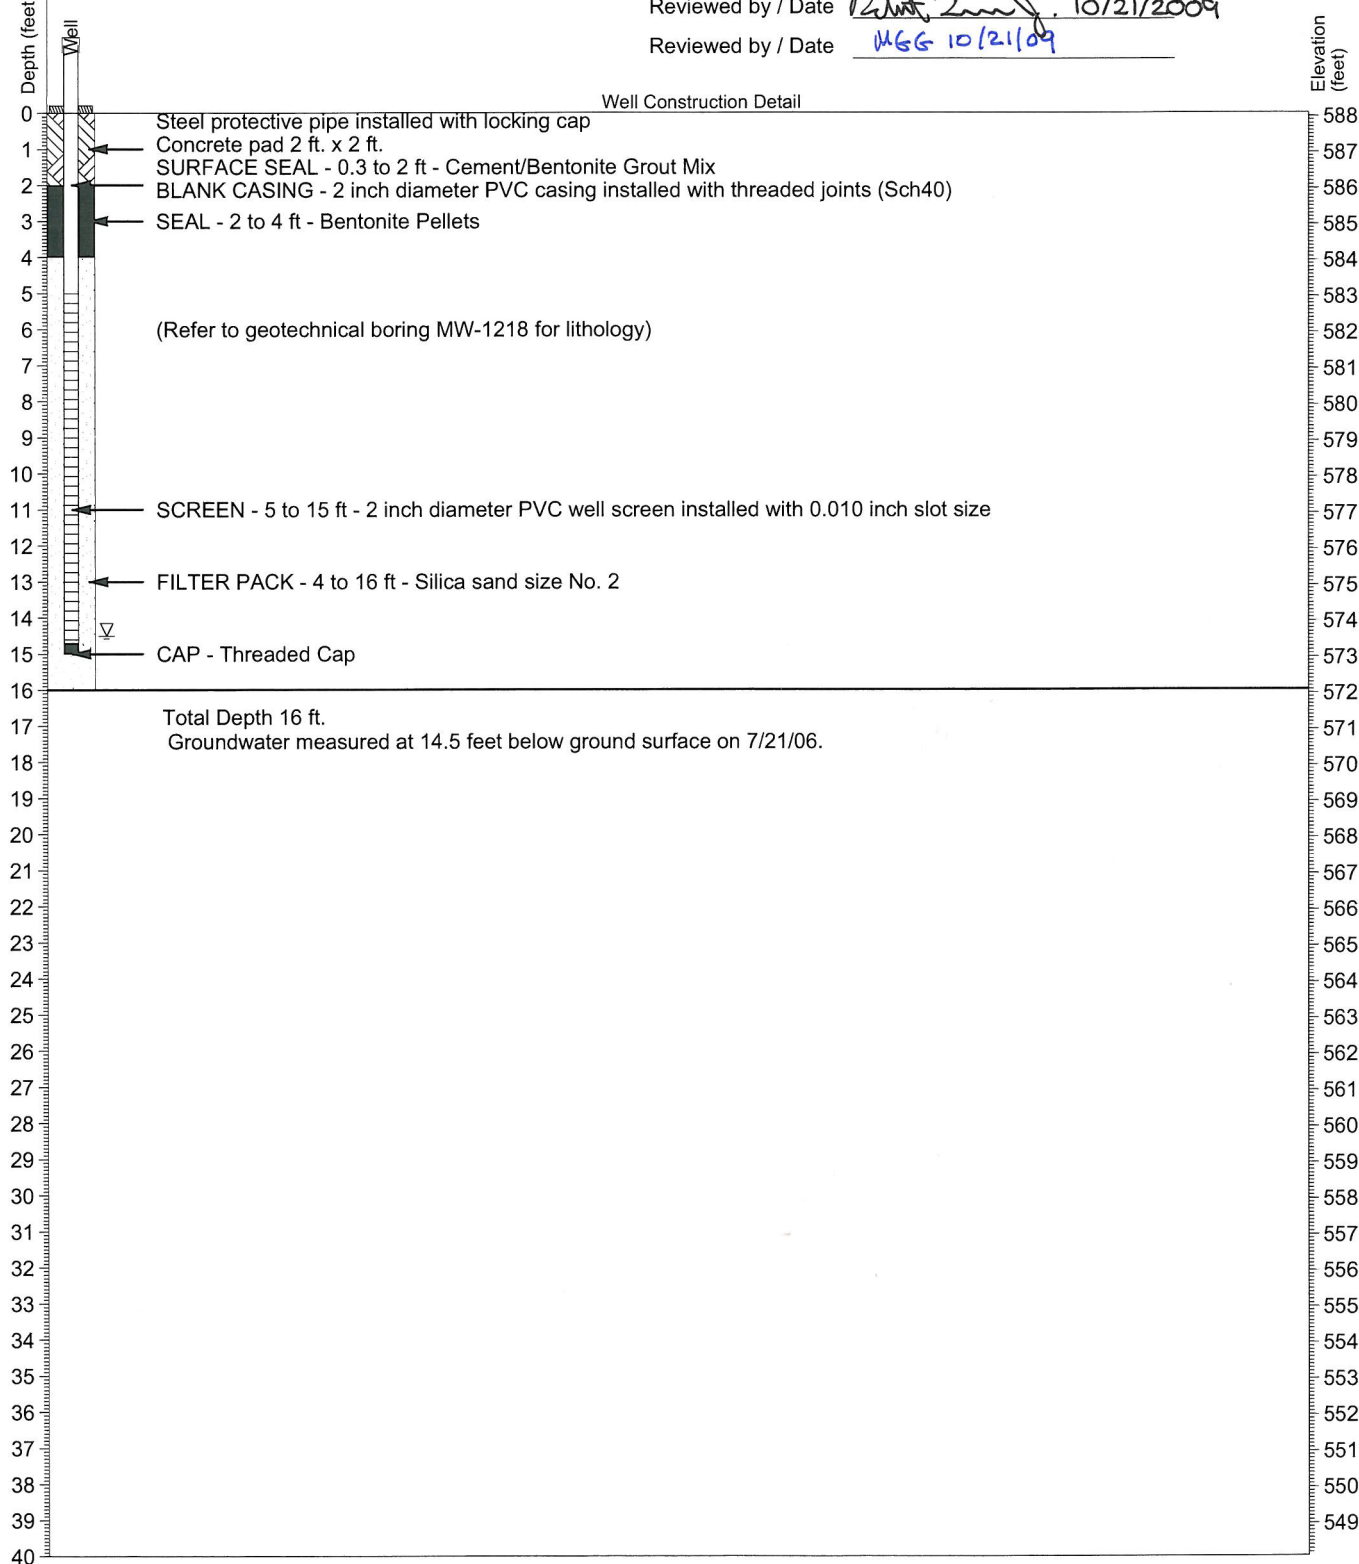 Reviewed by / Date 10/21/2009
Reviewed by / Date MGG 10/21/09
Depth (feet
Well
Elevation
(feet)
Well Construction Detail
Steel protective pipe installed with locking cap
Concrete pad 2 ft. x 2 ft.
SURFACE SEAL - 0.3 to 2 ft - Cement/Bentonite Grout Mix
BLANK CASING - 2 inch diameter PVC casing installed with threaded joints (Sch40)
SEAL - 2 to 4 ft - Bentonite Pellets
(Refer to geotechnical boring MW-1218 for lithology)
SCREEN - 5 to 15 ft - 2 inch diameter PVC well screen installed with 0.010 inch slot size
FILTER PACK - 4 to 16 ft - Silica sand size No. 2
CAP - Threaded Cap
Total Depth 16 ft.
Groundwater measured at 14.5 feet below ground surface on 7/21/06.
0 588
1 587
2 586
3 585
4 584
5 583
6 582
7 581
8 580
9 579
10 578
11 577
12 576
13 575
14 574
15 573
16 572
17 571
18 570
19 569
20 568
21 567
22 566
23 565
24 564
25 563
26 562
27 561
28 560
29 559
30 558
31 557
32 556
33 555
34 554
35 553
36 552
37 551
38 550
39 549
40